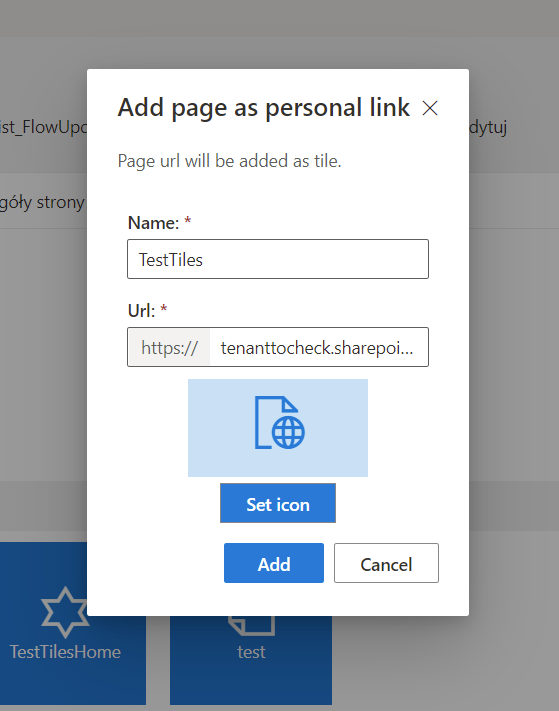 Add page as personal link
ist_FlowUpd
dytuj
Page url will be added as tile.
góły strony
Name: *
TestTiles
Url: *
https:// tenanttocheck.sharepoi...
Set icon
Add Cancel
TestTilesHome test